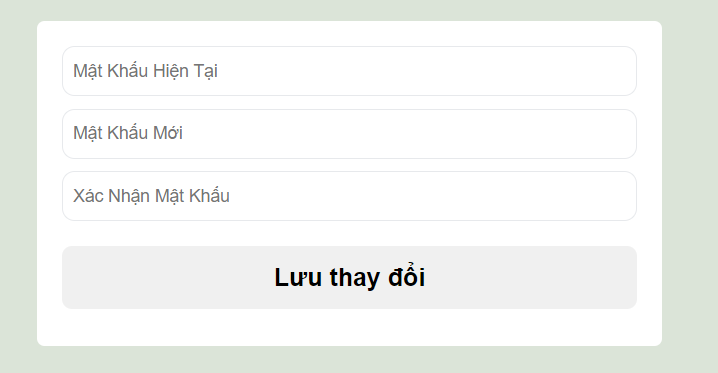 Mật Khẩu Hiện Tại
Mật Khẩu Mới
Xác Nhận Mật Khẩu
Lưu thay đổi